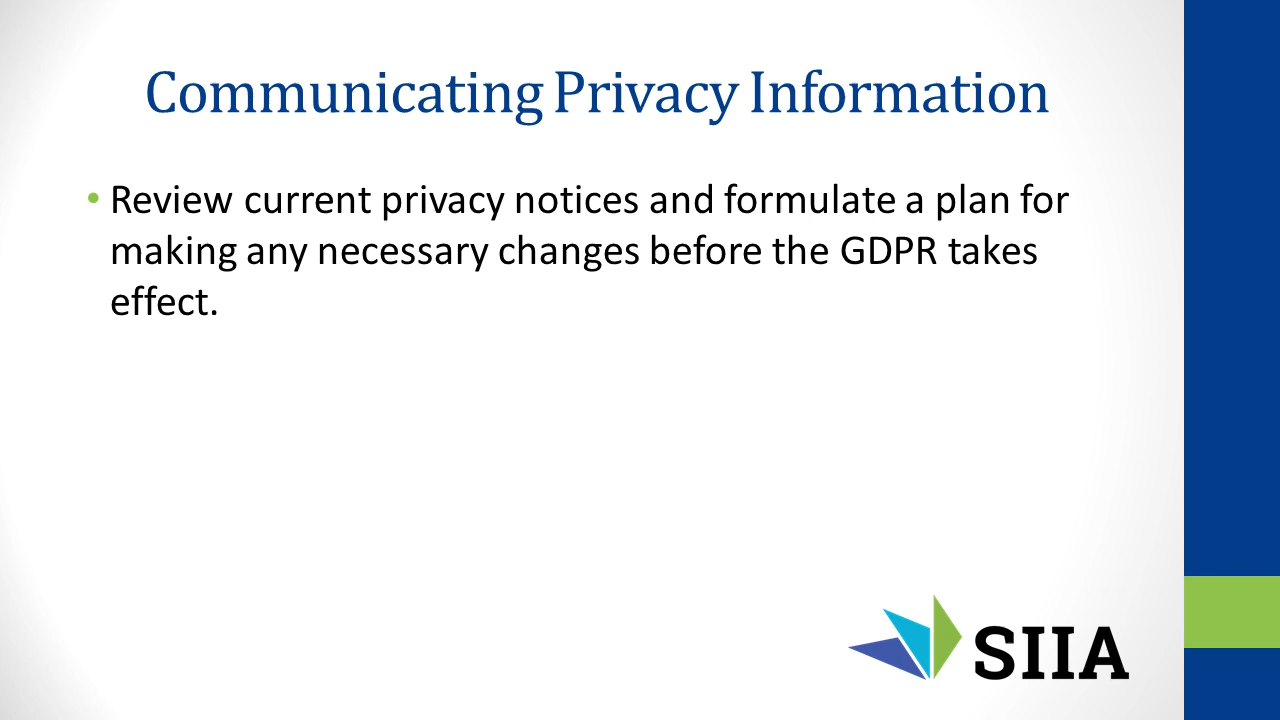 Communicating Privacy Information
• Review current privacy notices and formulate a plan for
making any necessary changes before the GDPR takes
effect.
SIIA